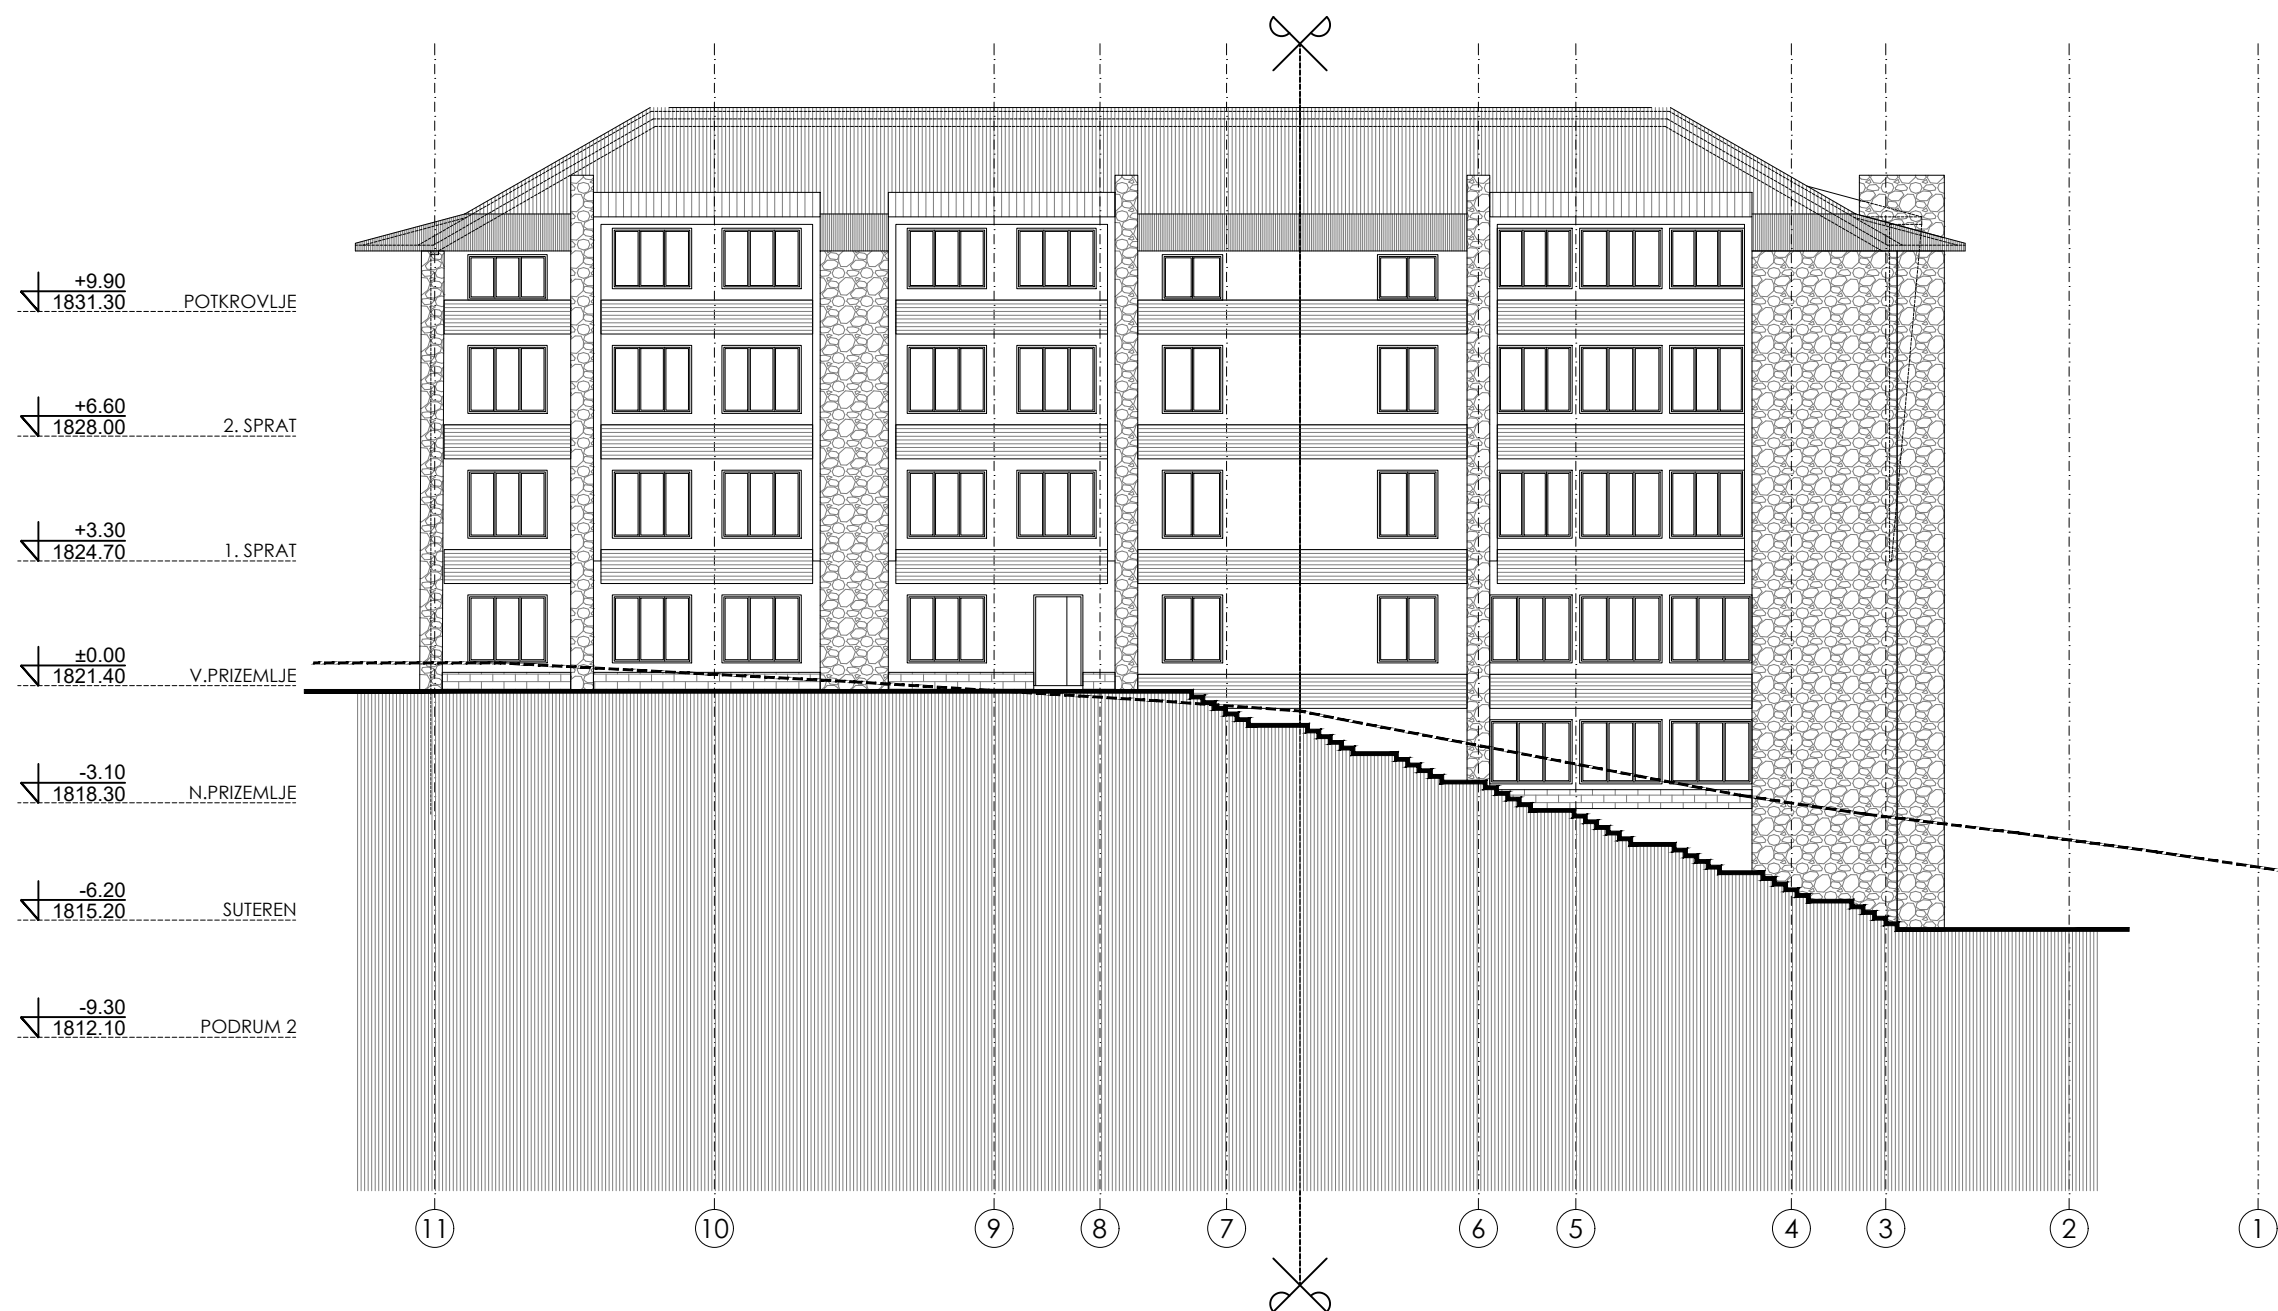 +9.90
1831.30 POTKROVLJE
+6.60
1828.00 2. SPRAT
+3.30
1824.70 1. SPRAT
±0.00
1821.40 V.PRIZEMLJE
-3.10
1818.30 N.PRIZEMLJE
-6.20
1815.20 SUTEREN
-9.30
1812.10 PODRUM 2
11 10 9 8 7 6 5 4 3 2 1